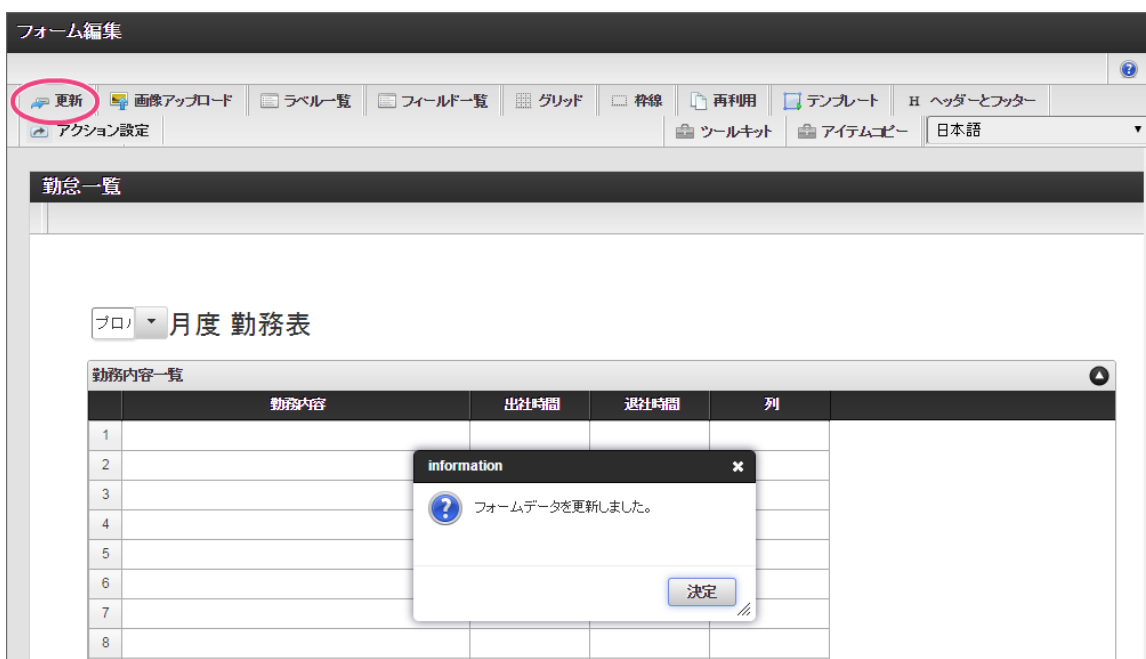 フォーム編集
更新 画像アップロード ラベル一覧 フィールド一覧 グリッド 枠線 再利用 テンプレート H ヘッダーとフッター
アクション設定 ツールキット アイテムコピー 日本語
勤怠一覧
月度 勤務表
勤務内容一覧
勤務内容 出社時間 退社時間 列
1
2
3
4
5
6
7
8
information
フォームデータを更新しました。
決定